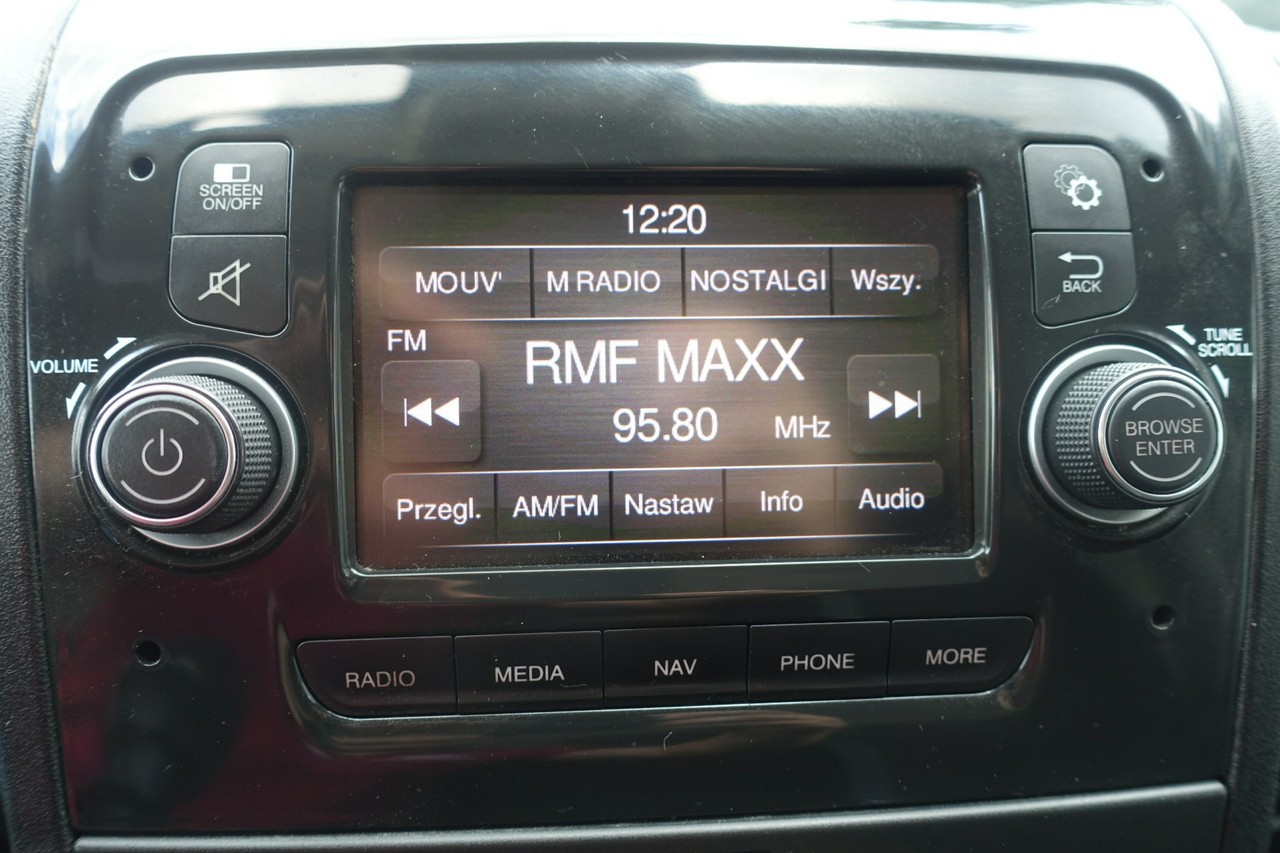 SCREEN
ON/OFF
VOLUME
12:20
MOUV' M RADIO NOSTALGI Wszy.
FM
RMF MAXX
95.80 MHz
Przegl. AM/FM Nastaw Info Audio
BACK
TUNE
SCROLL
BROWSE
ENTER
RADIO MEDIA NAV PHONE MORE